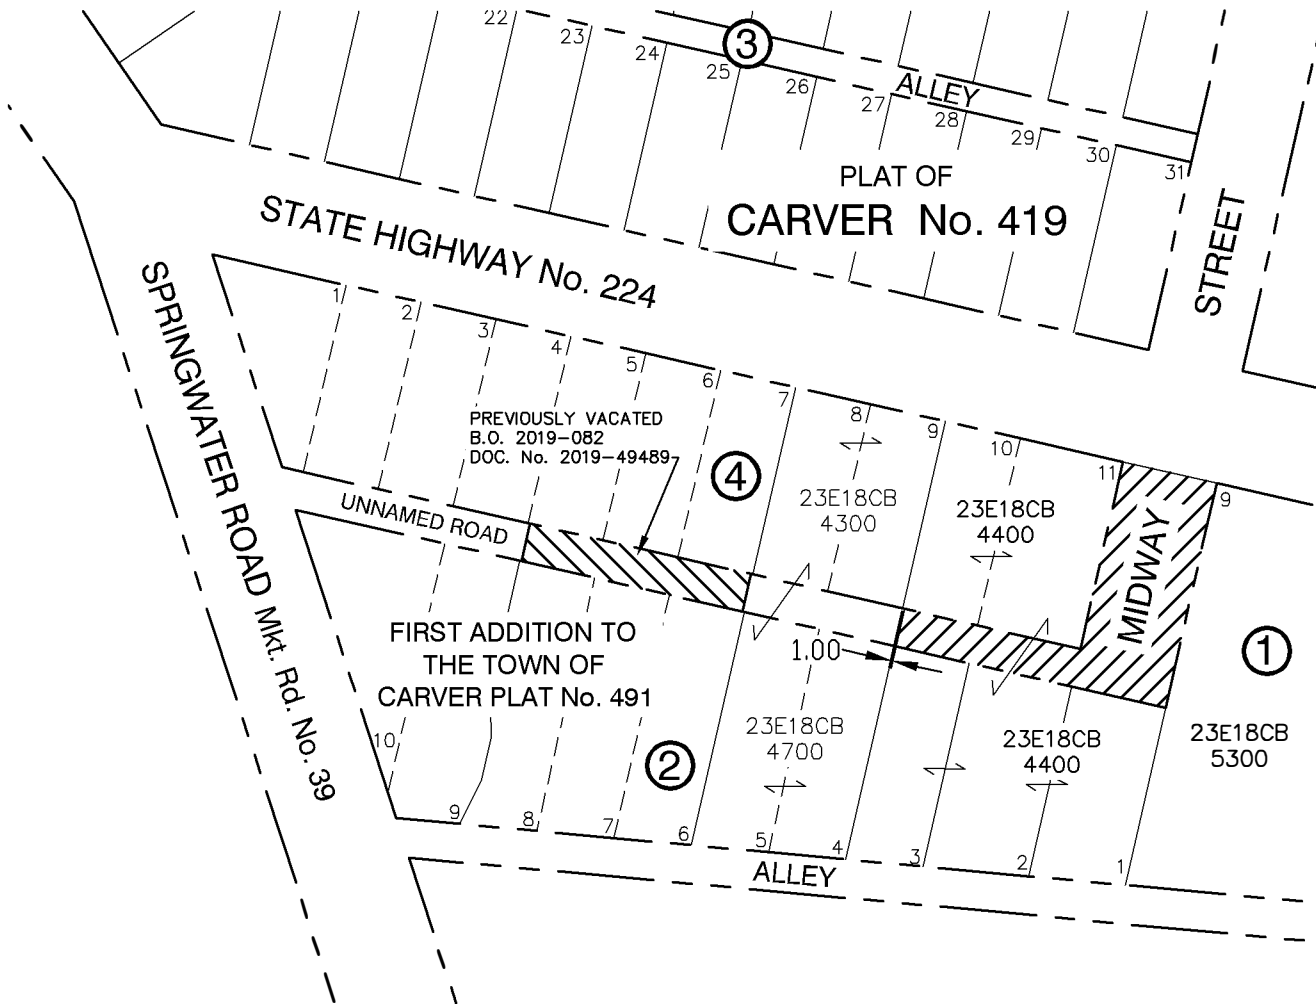 22
23
24
25
26
27
28
29
30
31
3
ALLEY
PLAT OF
CARVER No. 419
STREET
STATE HIGHWAY No. 224
SPRINGWATER ROAD Mkt. Rd. No. 39
1
2
3
4
5
6
7
8
9
10
11
9
PREVIOUSLY VACATED
B.O. 2019-082
DOC. No. 2019-49489
4
23E18CB
4300
23E18CB
4400
MIDWAY
UNNAMED ROAD
1
FIRST ADDITION TO
THE TOWN OF
CARVER PLAT No. 491
1.00
23E18CB
4700
23E18CB
4400
23E18CB
5300
2
10
9
8
7
6
5
4
3
2
1
ALLEY